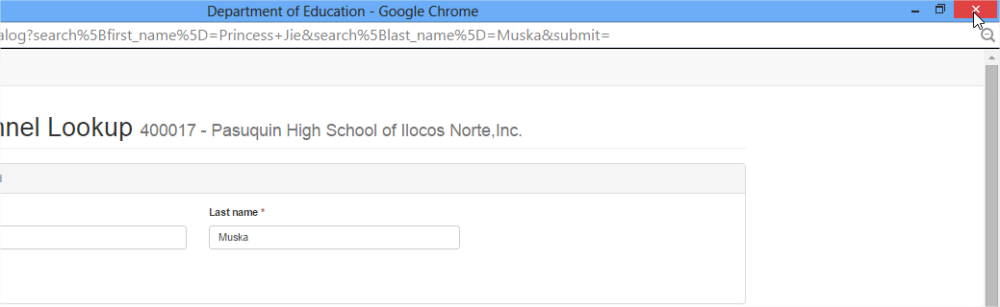 Department of Education - Google Chrome
alog?search%5Bfirst_name%5D=Princess+Jie&search%5Blast_name%5D=Muska&submit=
nnel Lookup 400017 - Pasuquin High School of Ilocos Norte,Inc.
Last name *
Muska